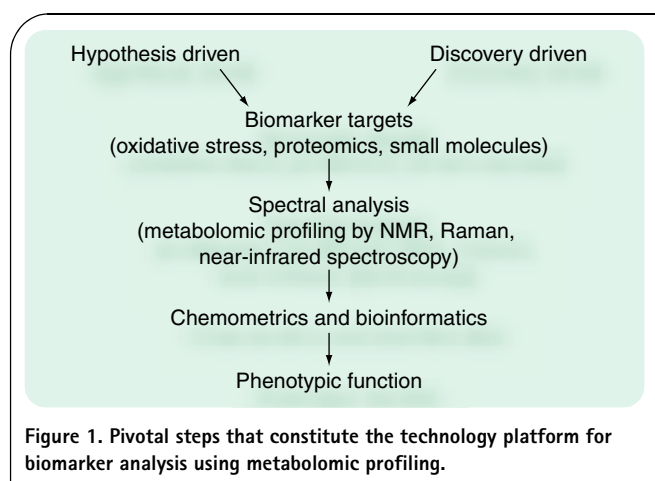 Hypothesis driven
Discovery driven
Biomarker targets
(oxidative stress, proteomics, small molecules)
Spectral analysis
(metabolomic profiling by NMR, Raman,
near-infrared spectroscopy)
Chemometrics and bioinformatics
Phenotypic function
Figure 1. Pivotal steps that constitute the technology platform for
biomarker analysis using metabolomic profiling.